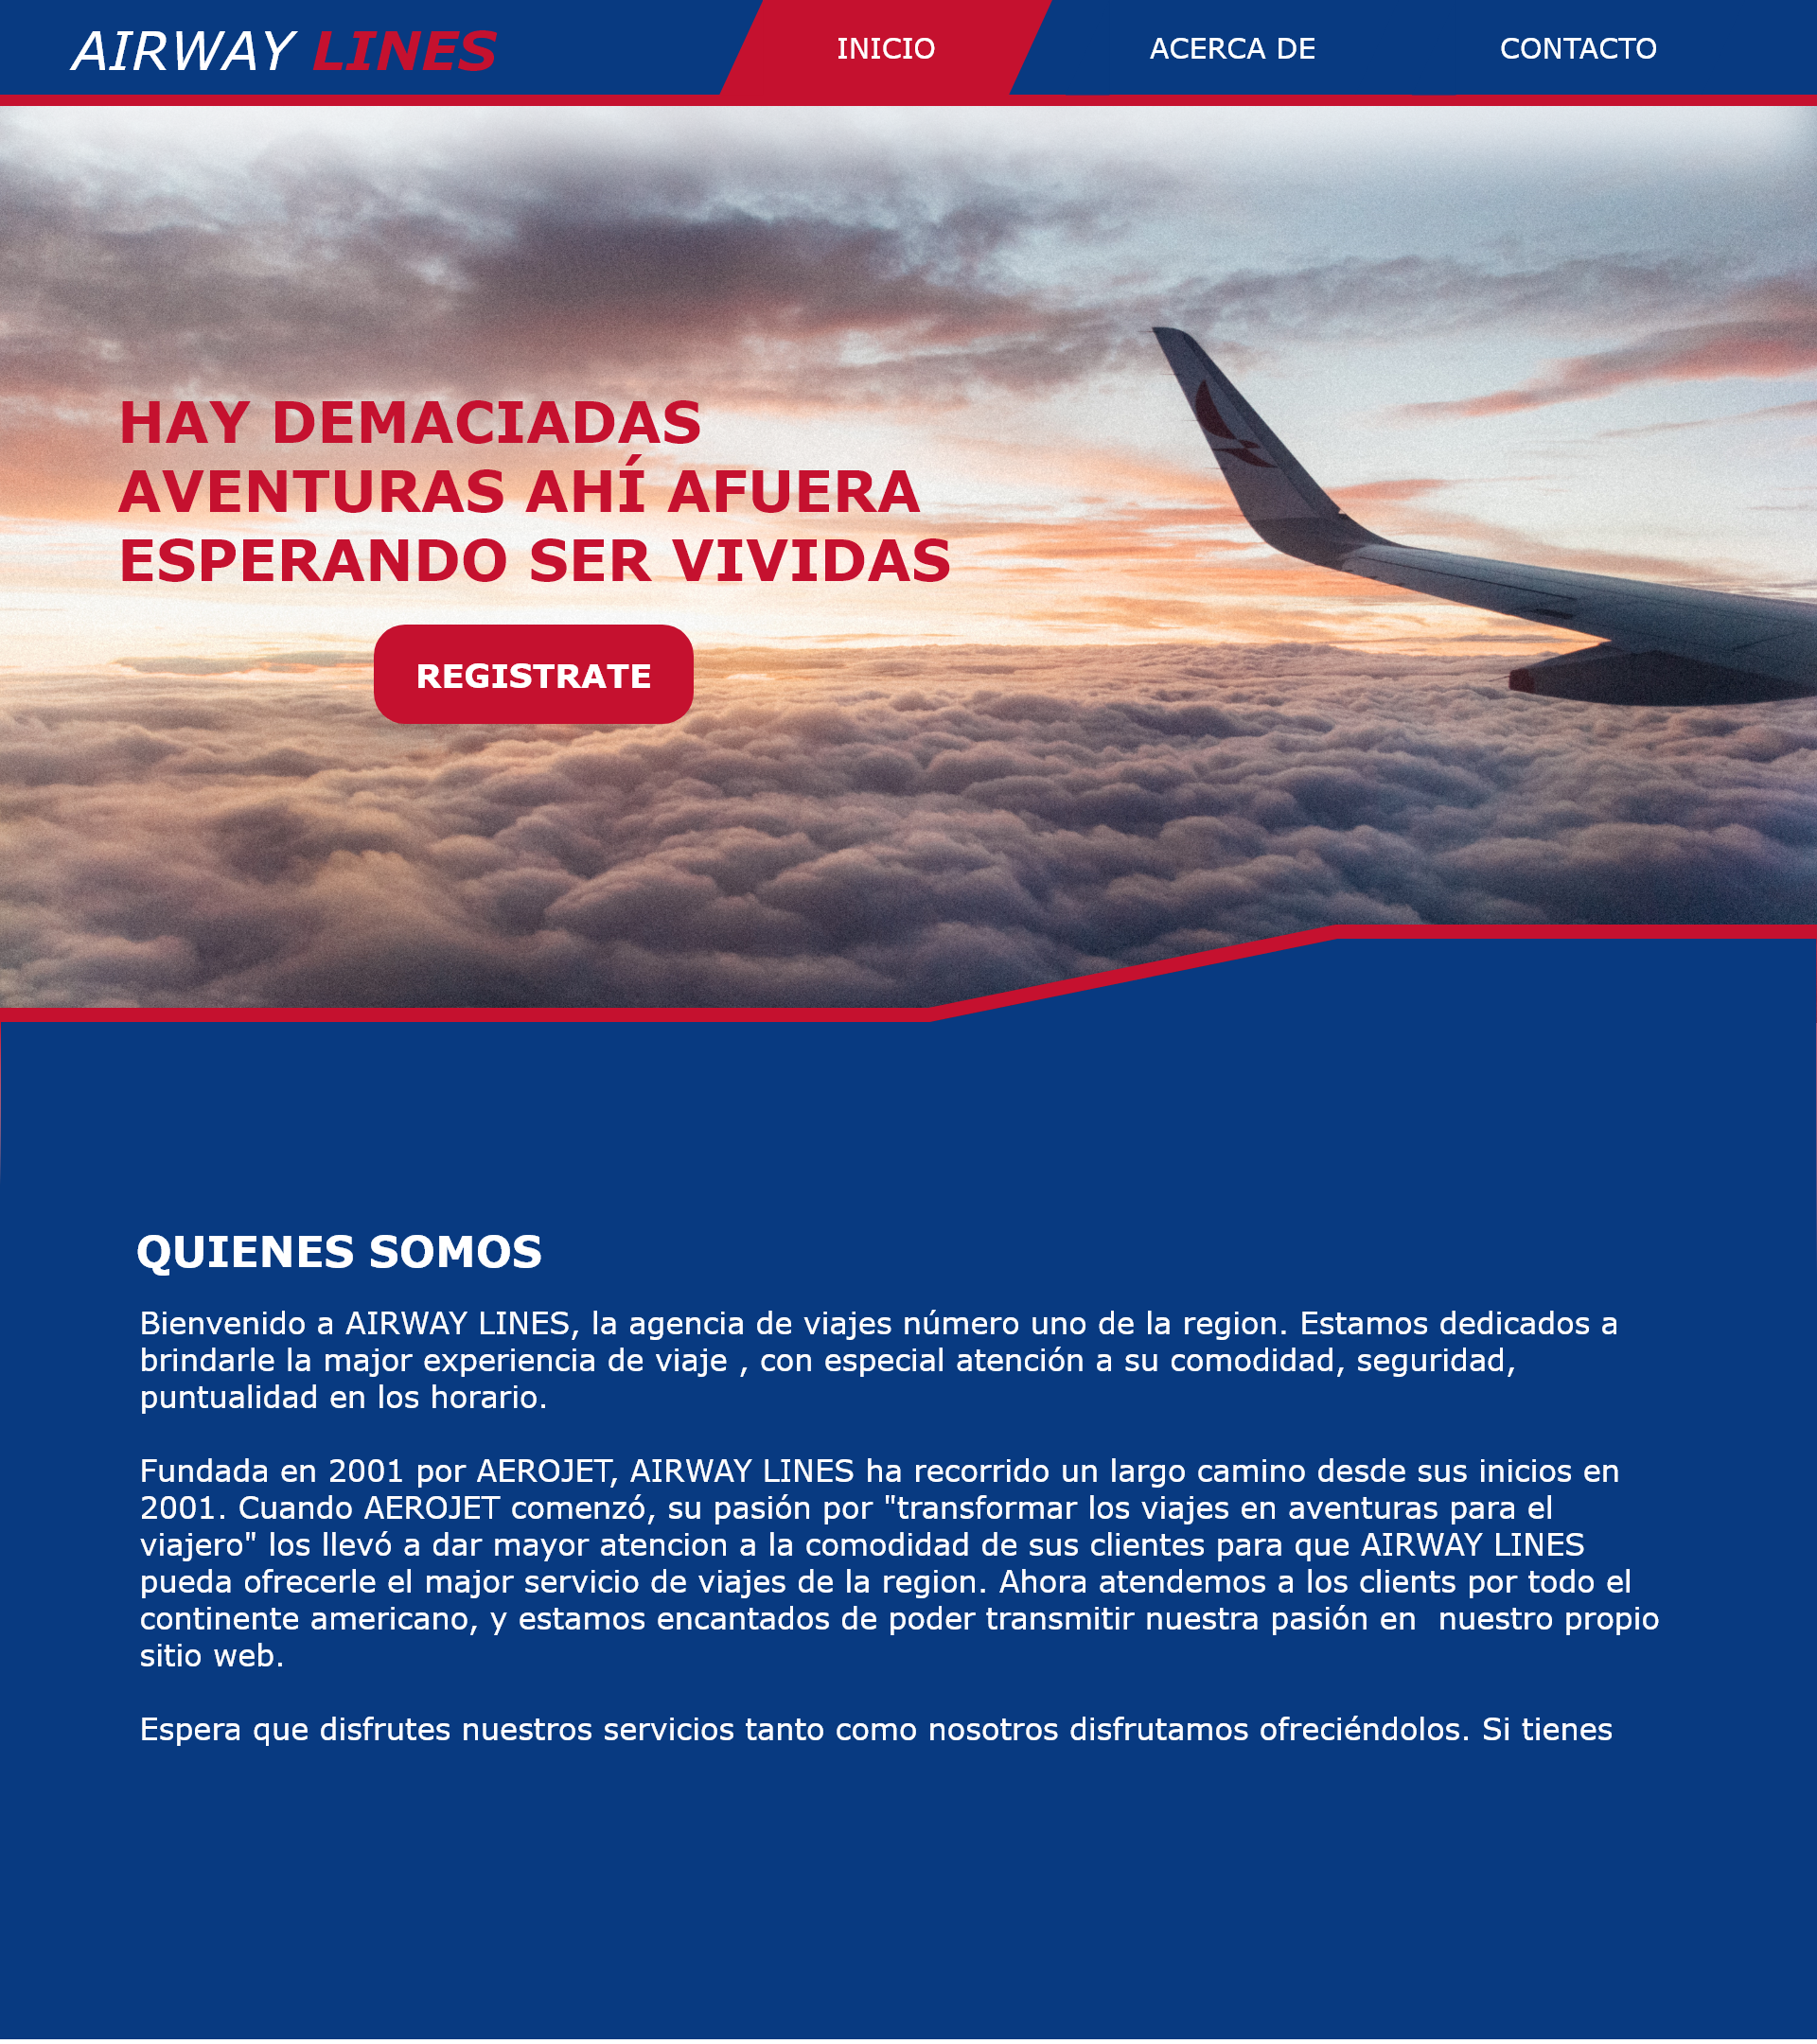 AIRWAY LINES
INICIO
ACERCA DE
CONTACTO
HAY DEMACIADAS
AVENTURAS AHÍ AFUERA
ESPERANDO SER VIVIDAS
REGISTRATE
QUIENES SOMOS
Bienvenido a AIRWAY LINES, la agencia de viajes número uno de la region. Estamos dedicados a
brindarle la major experiencia de viaje , con especial atención a su comodidad, seguridad,
puntualidad en los horario.
Fundada en 2001 por AEROJET, AIRWAY LINES ha recorrido un largo camino desde sus inicios en
2001. Cuando AEROJET comenzó, su pasión por "transformar los viajes en aventuras para el
viajero" los llevó a dar mayor atencion a la comodidad de sus clientes para que AIRWAY LINES
pueda ofrecerle el major servicio de viajes de la region. Ahora atendemos a los clients por todo el
continente americano, y estamos encantados de poder transmitir nuestra pasión en  nuestro propio
sitio web.
Espera que disfrutes nuestros servicios tanto como nosotros disfrutamos ofreciéndolos. Si tienes